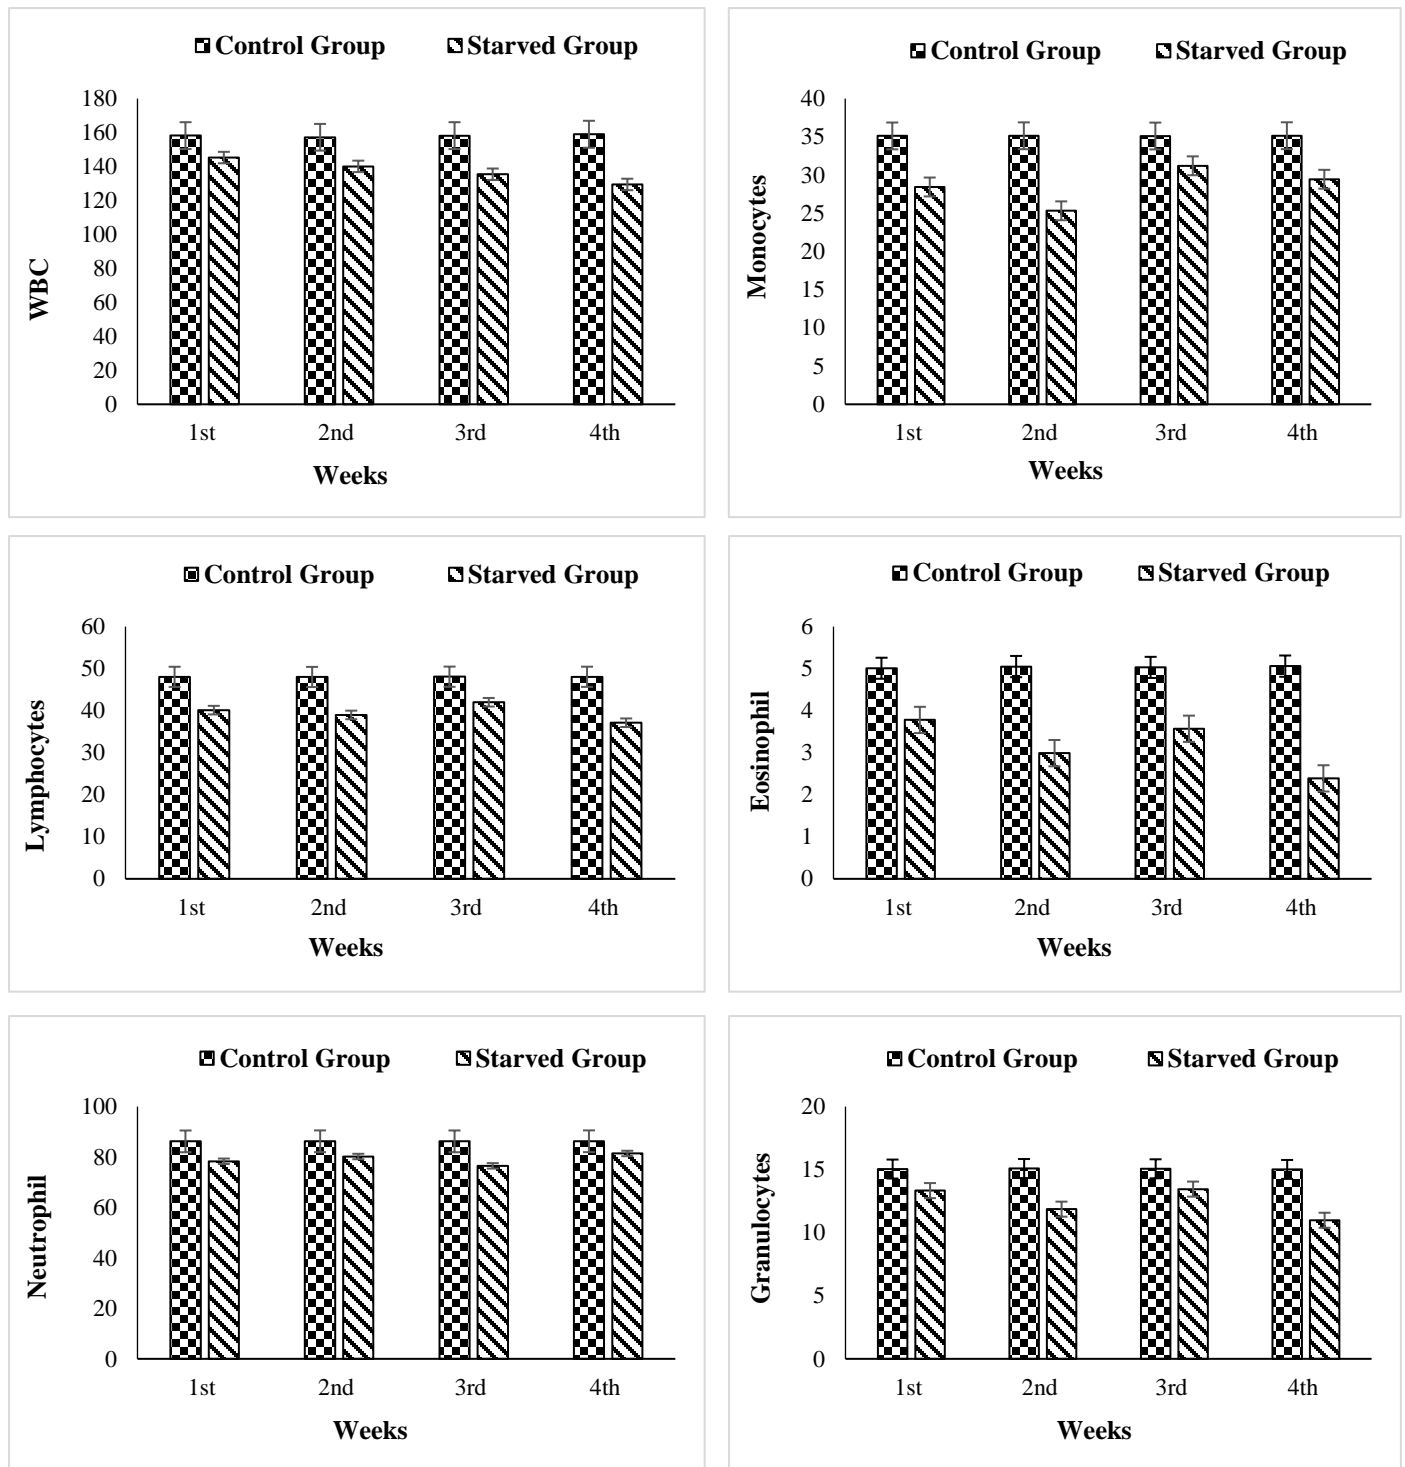 Control Group Starved Group
WBC
180
160
140
120
100
80
60
40
20
0
1st 2nd 3rd 4th
Weeks
Control Group Starved Group
Monocytes
40
35
30
25
20
15
10
5
0
1st 2nd 3rd 4th
Weeks
Control Group Starved Group
Lymphocytes
60
50
40
30
20
10
0
1st 2nd 3rd 4th
Weeks
Control Group Starved Group
Eosinophil
6
5
4
3
2
1
0
1st 2nd 3rd 4th
Weeks
Control Group Starved Group
Neutrophil
100
80
60
40
20
0
1st 2nd 3rd 4th
Weeks
Control Group Starved Group
Granulocytes
20
15
10
5
0
1st 2nd 3rd 4th
Weeks